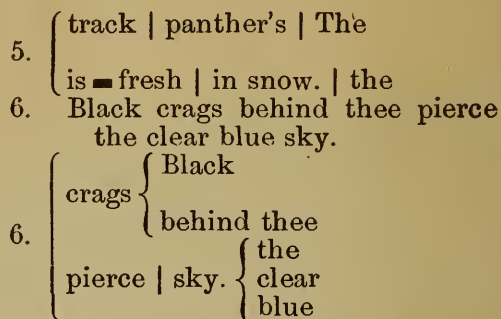 5. track | panther's | The
is = fresh | in snow. | the
6. Black crags behind thee pierce
the clear blue sky.
6. crags Black
behind thee
pierce | sky. the
clear
blue